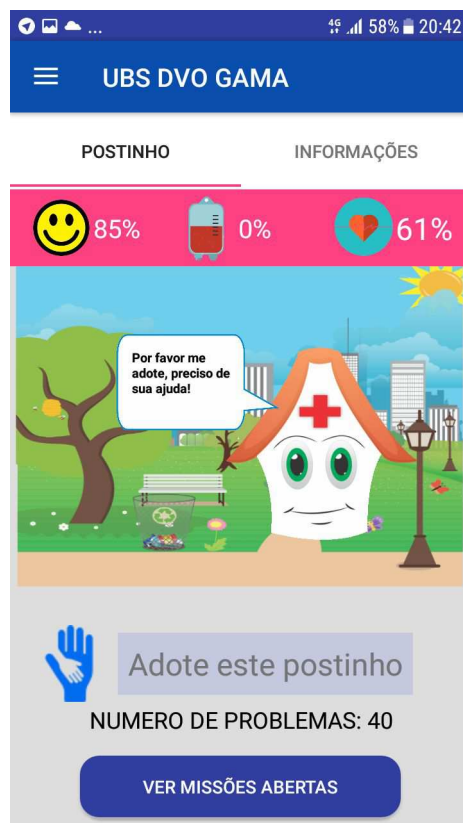 ... 4G 58% 20:42
UBS DVO GAMA
POSTINHO INFORMAÇÕES
85% 0% 61%
Por favor me
adote, preciso de
sua ajuda!
Adote este postinho
NUMERO DE PROBLEMAS: 40
VER MISSÕES ABERTAS